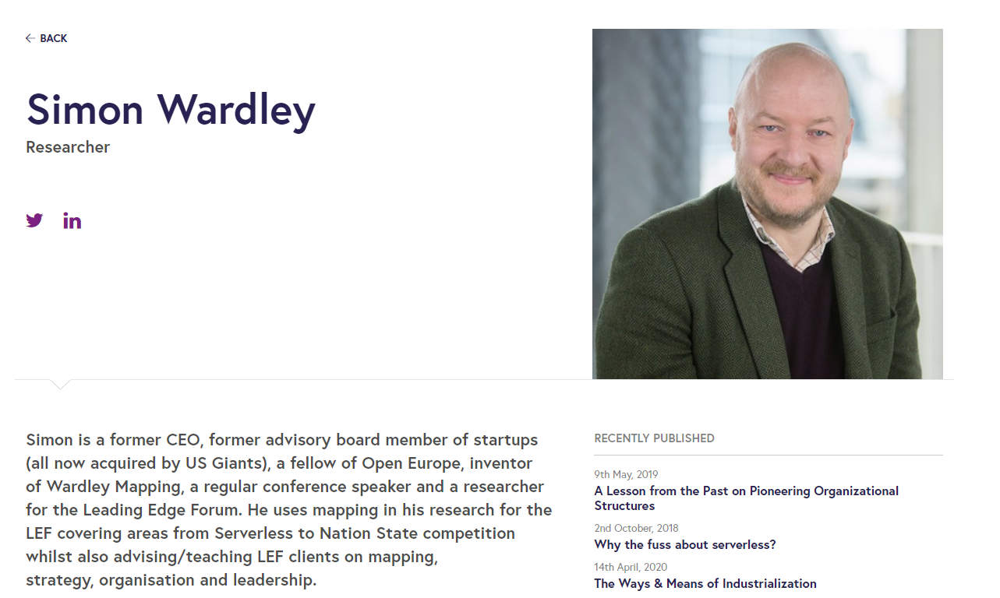 BACK
Simon Wardley
Researcher
Simon is a former CEO, former advisory board member of startups
(all now acquired by US Giants), a fellow of Open Europe, inventor
of Wardley Mapping, a regular conference speaker and a researcher
for the Leading Edge Forum. He uses mapping in his research for the
LEF covering areas from Serverless to Nation State competition
whilst also advising/teaching LEF clients on mapping,
strategy, organisation and leadership.
RECENTLY PUBLISHED
9th May, 2019
A Lesson from the Past on Pioneering Organizational
Structures
2nd October, 2018
Why the fuss about serverless?
14th April, 2020
The Ways & Means of Industrialization